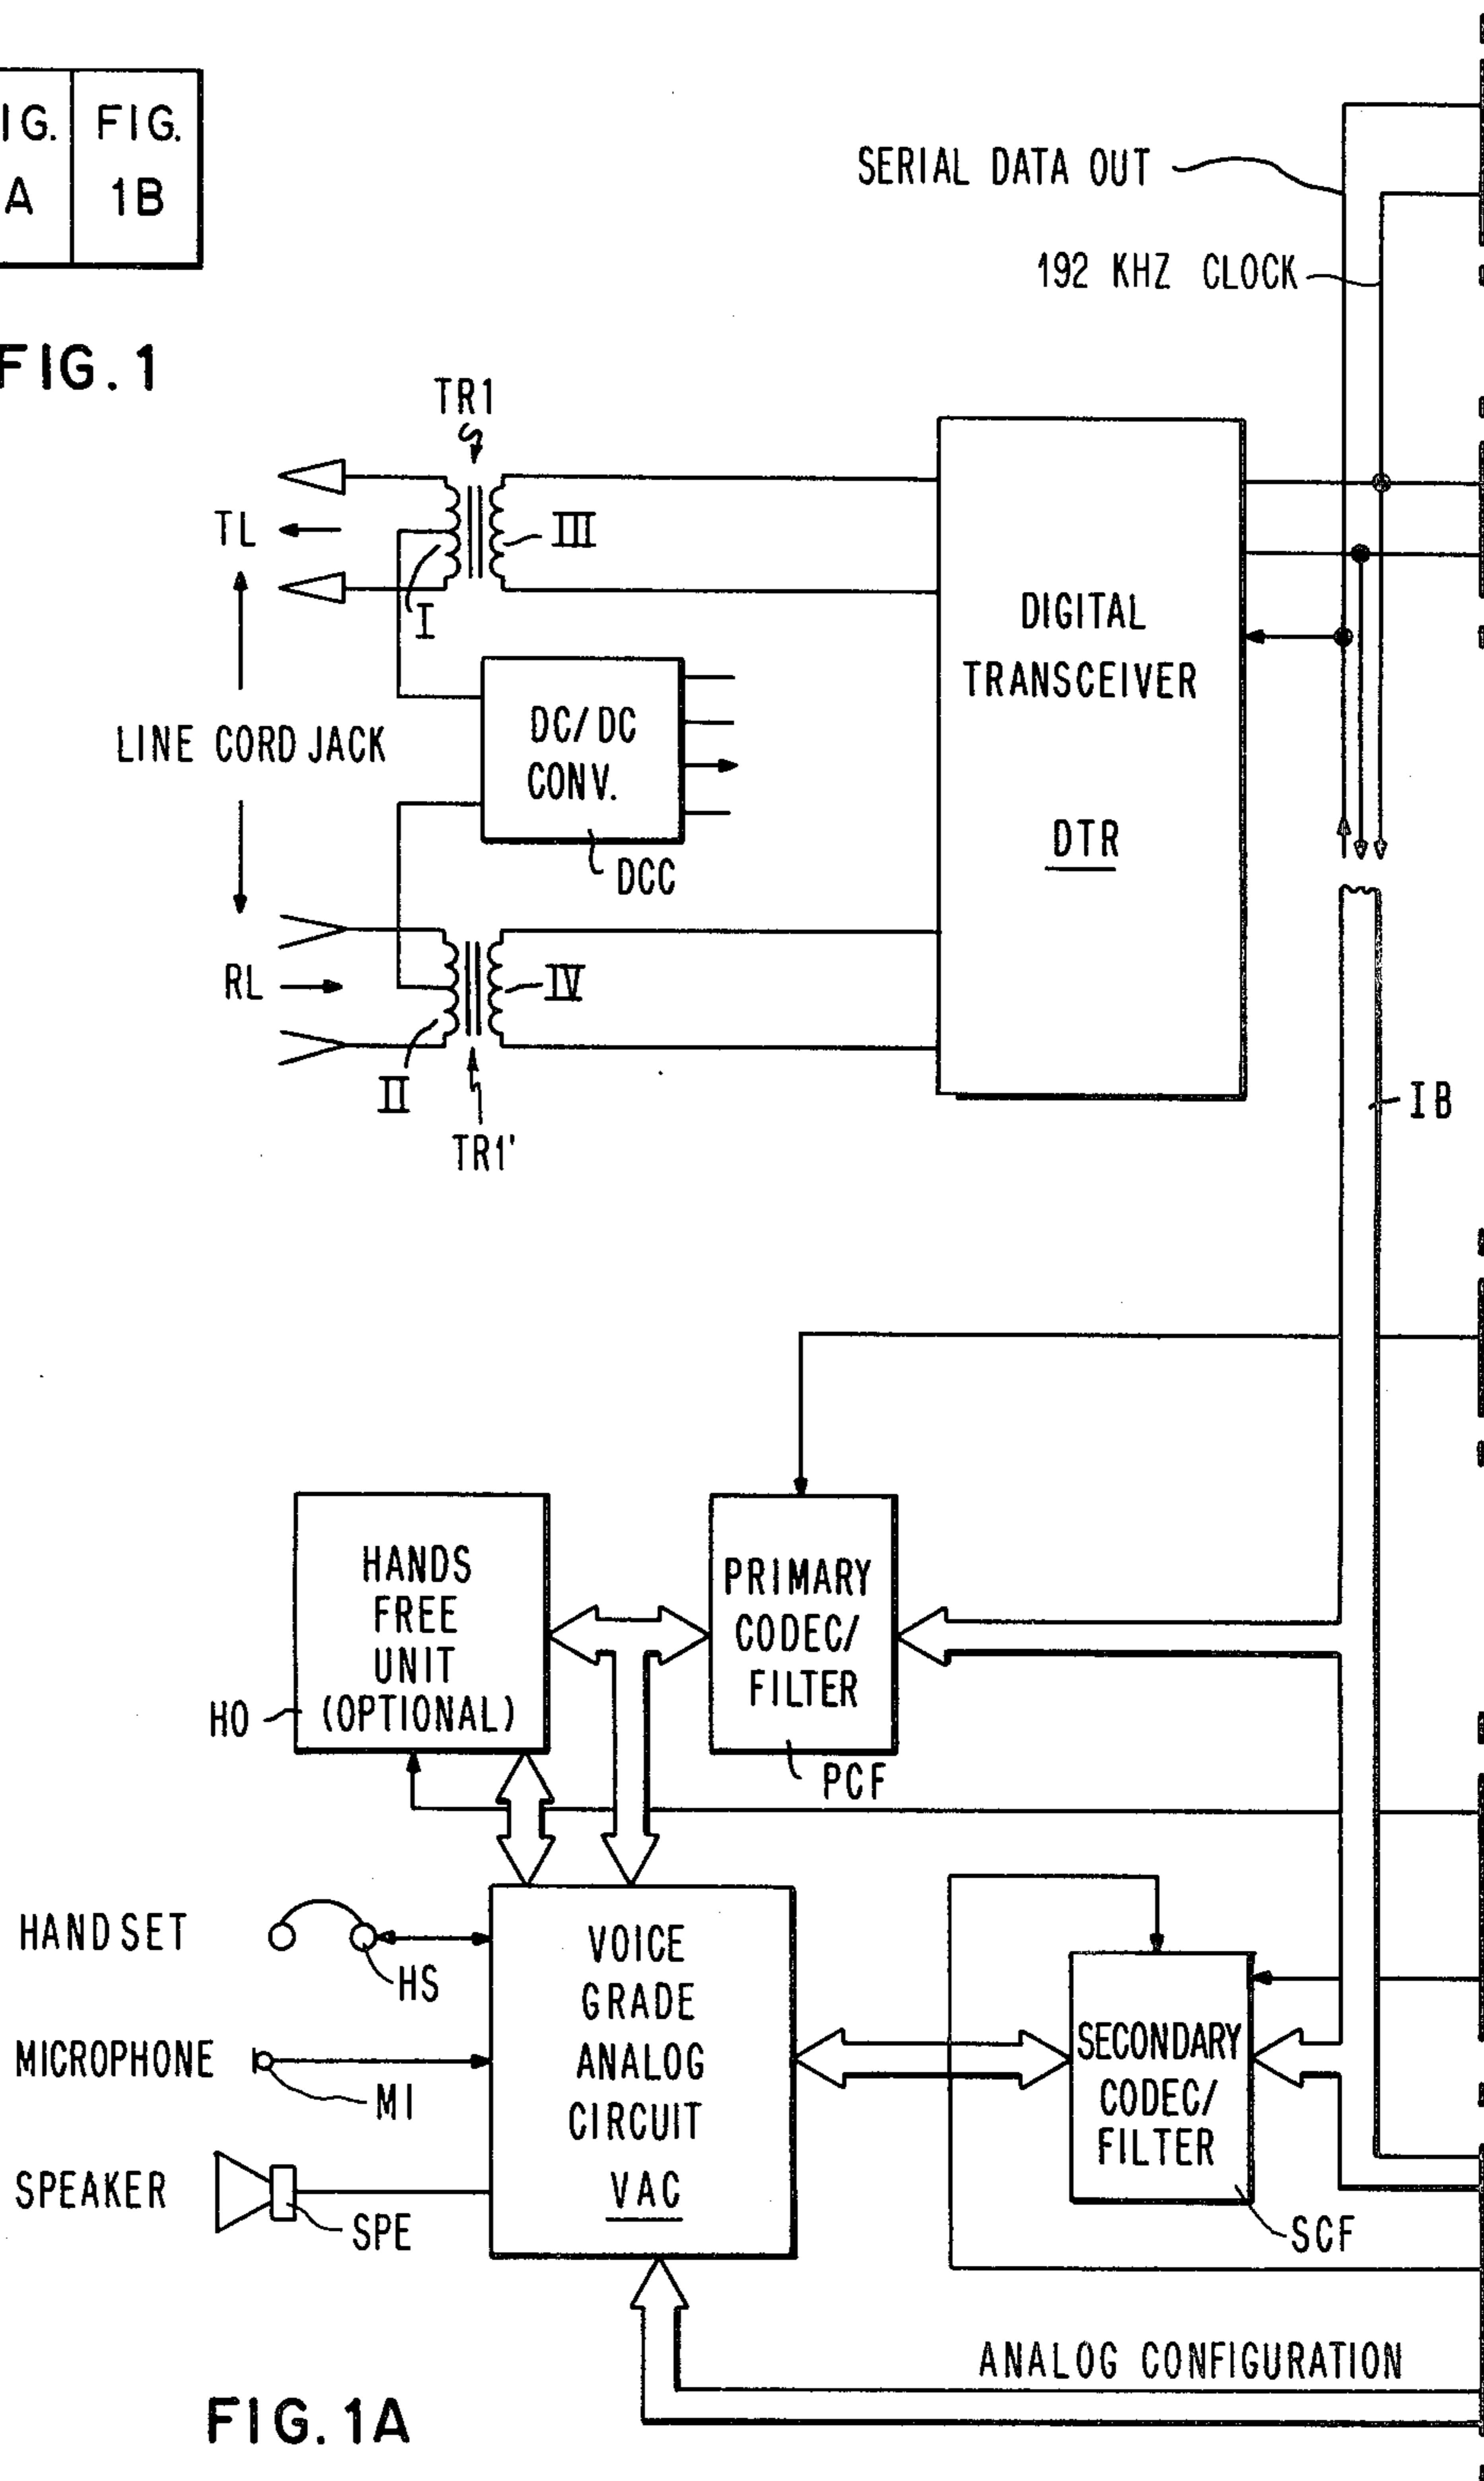 IG. FIG.
A 1B
FIG. 1
SERIAL DATA OUT
192 KHZ CLOCK
TR1
TL
III
I
DIGITAL
TRANSCEIVER
DTR
LINE CORD JACK
DC/DC
CONV.
DCC
RL
IV
II
TR1'
IB
HANDS
FREE
UNIT
(OPTIONAL)
HO
PRIMARY
CODEC/
FILTER
PCF
HANDSET
HS
MICROPHONE
MI
SPEAKER
SPE
VOICE
GRADE
ANALOG
CIRCUIT
VAC
SECONDARY
CODEC/
FILTER
SCF
ANALOG CONFIGURATION
FIG. 1A